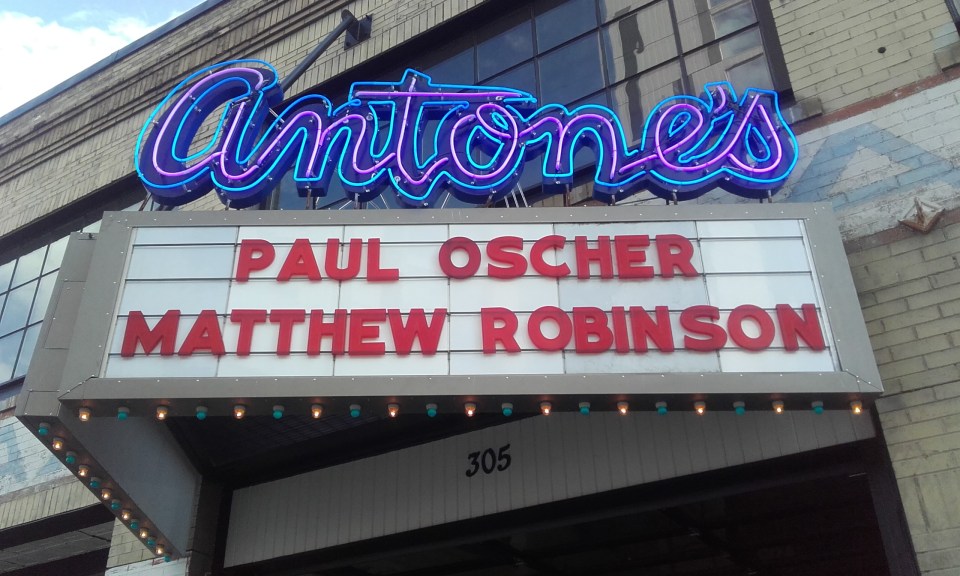 antone's
PAUL OSCHER
MATTHEW ROBINSON
305